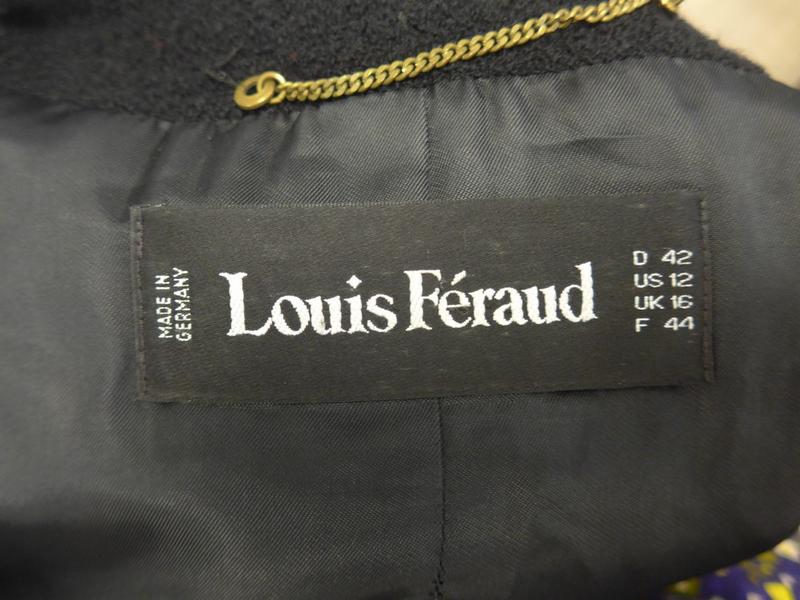 MADE IN
GERMANY
Louis Féraud
D 42
US 12
UK 16
F 44